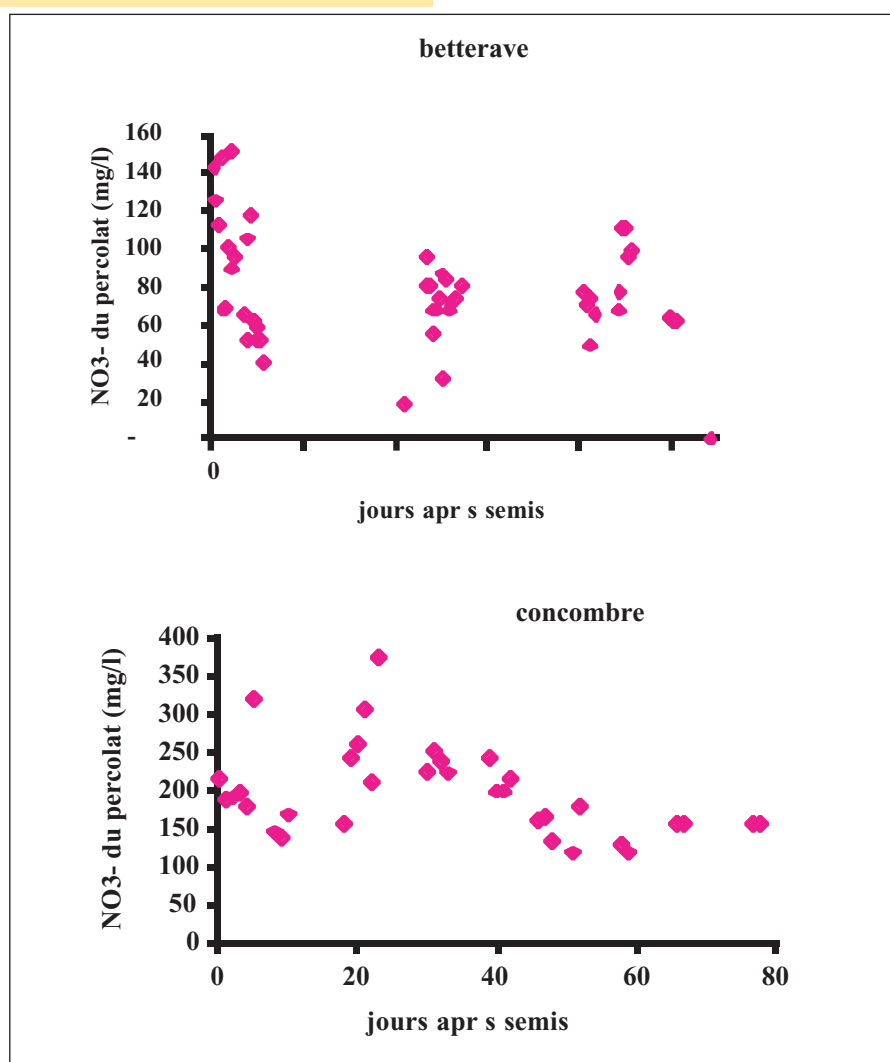 betterave
NO3- du percolat (mg/l)
160
140
120
100
80
60
40
20
-
0
jours apr s semis
concombre
NO3- du percolat (mg/l)
400
350
300
250
200
150
100
50
0
0 20 40 60 80
jours apr s semis